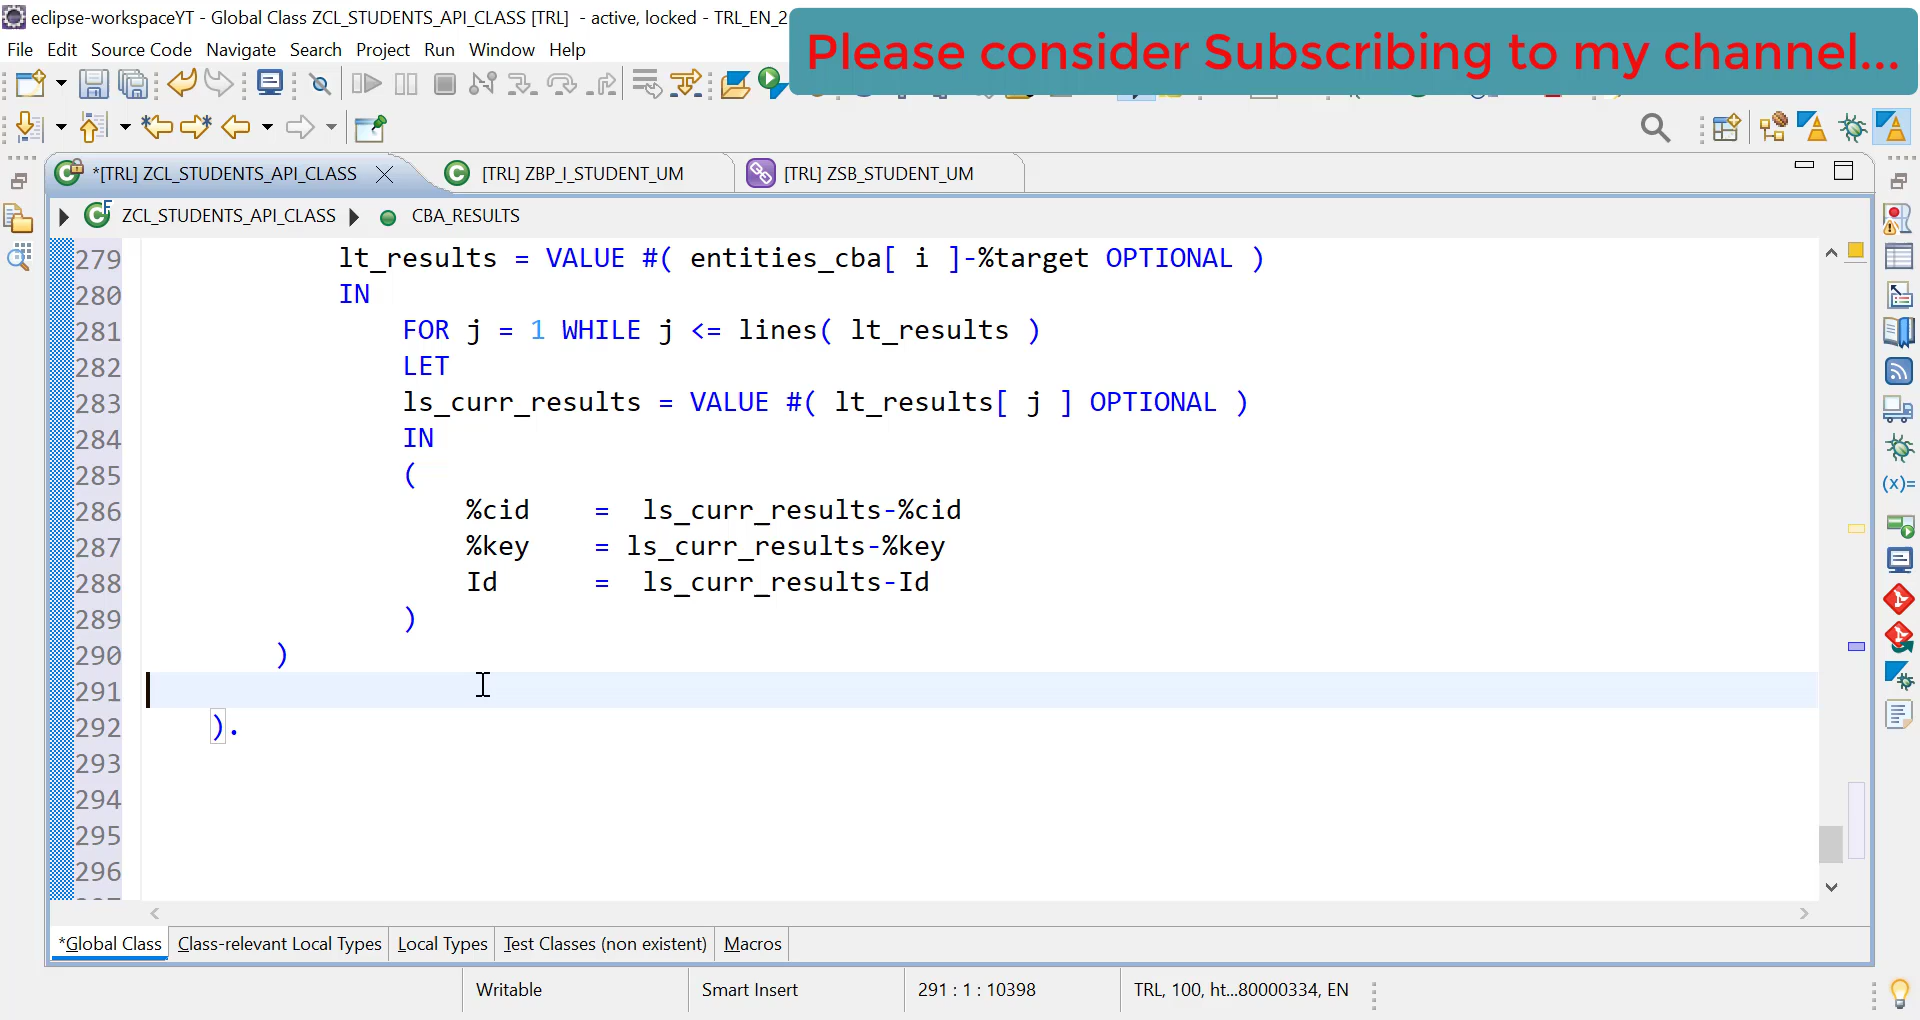 eclipse-workspaceYT - Global Class ZCL_STUDENTS_API_CLASS [TRL] - active, locked - TRL_EN_2
Please consider Subscribing to my channel...
File Edit Source Code Navigate Search Project Run Window Help
*[TRL] ZCL_STUDENTS_API_CLASS [TRL] ZBP_I_STUDENT_UM [TRL] ZSB_STUDENT_UM
ZCL_STUDENTS_API_CLASS CBA_RESULTS
279 lt_results = VALUE #( entities_cba[ i ]-%target OPTIONAL )
280 IN
281 FOR j = 1 WHILE j <= lines( lt_results )
282 LET
283 ls_curr_results = VALUE #( lt_results[ j ] OPTIONAL )
284 IN
285 (
286 %cid = ls_curr_results-%cid
287 %key = ls_curr_results-%key
288 Id = ls_curr_results-Id
289 )
290 )
291
292 ).
293
294
295
296
*Global Class Class-relevant Local Types Local Types Test Classes (non existent) Macros
Writable Smart Insert 291 : 1 : 10398 TRL, 100, ht...80000334, EN